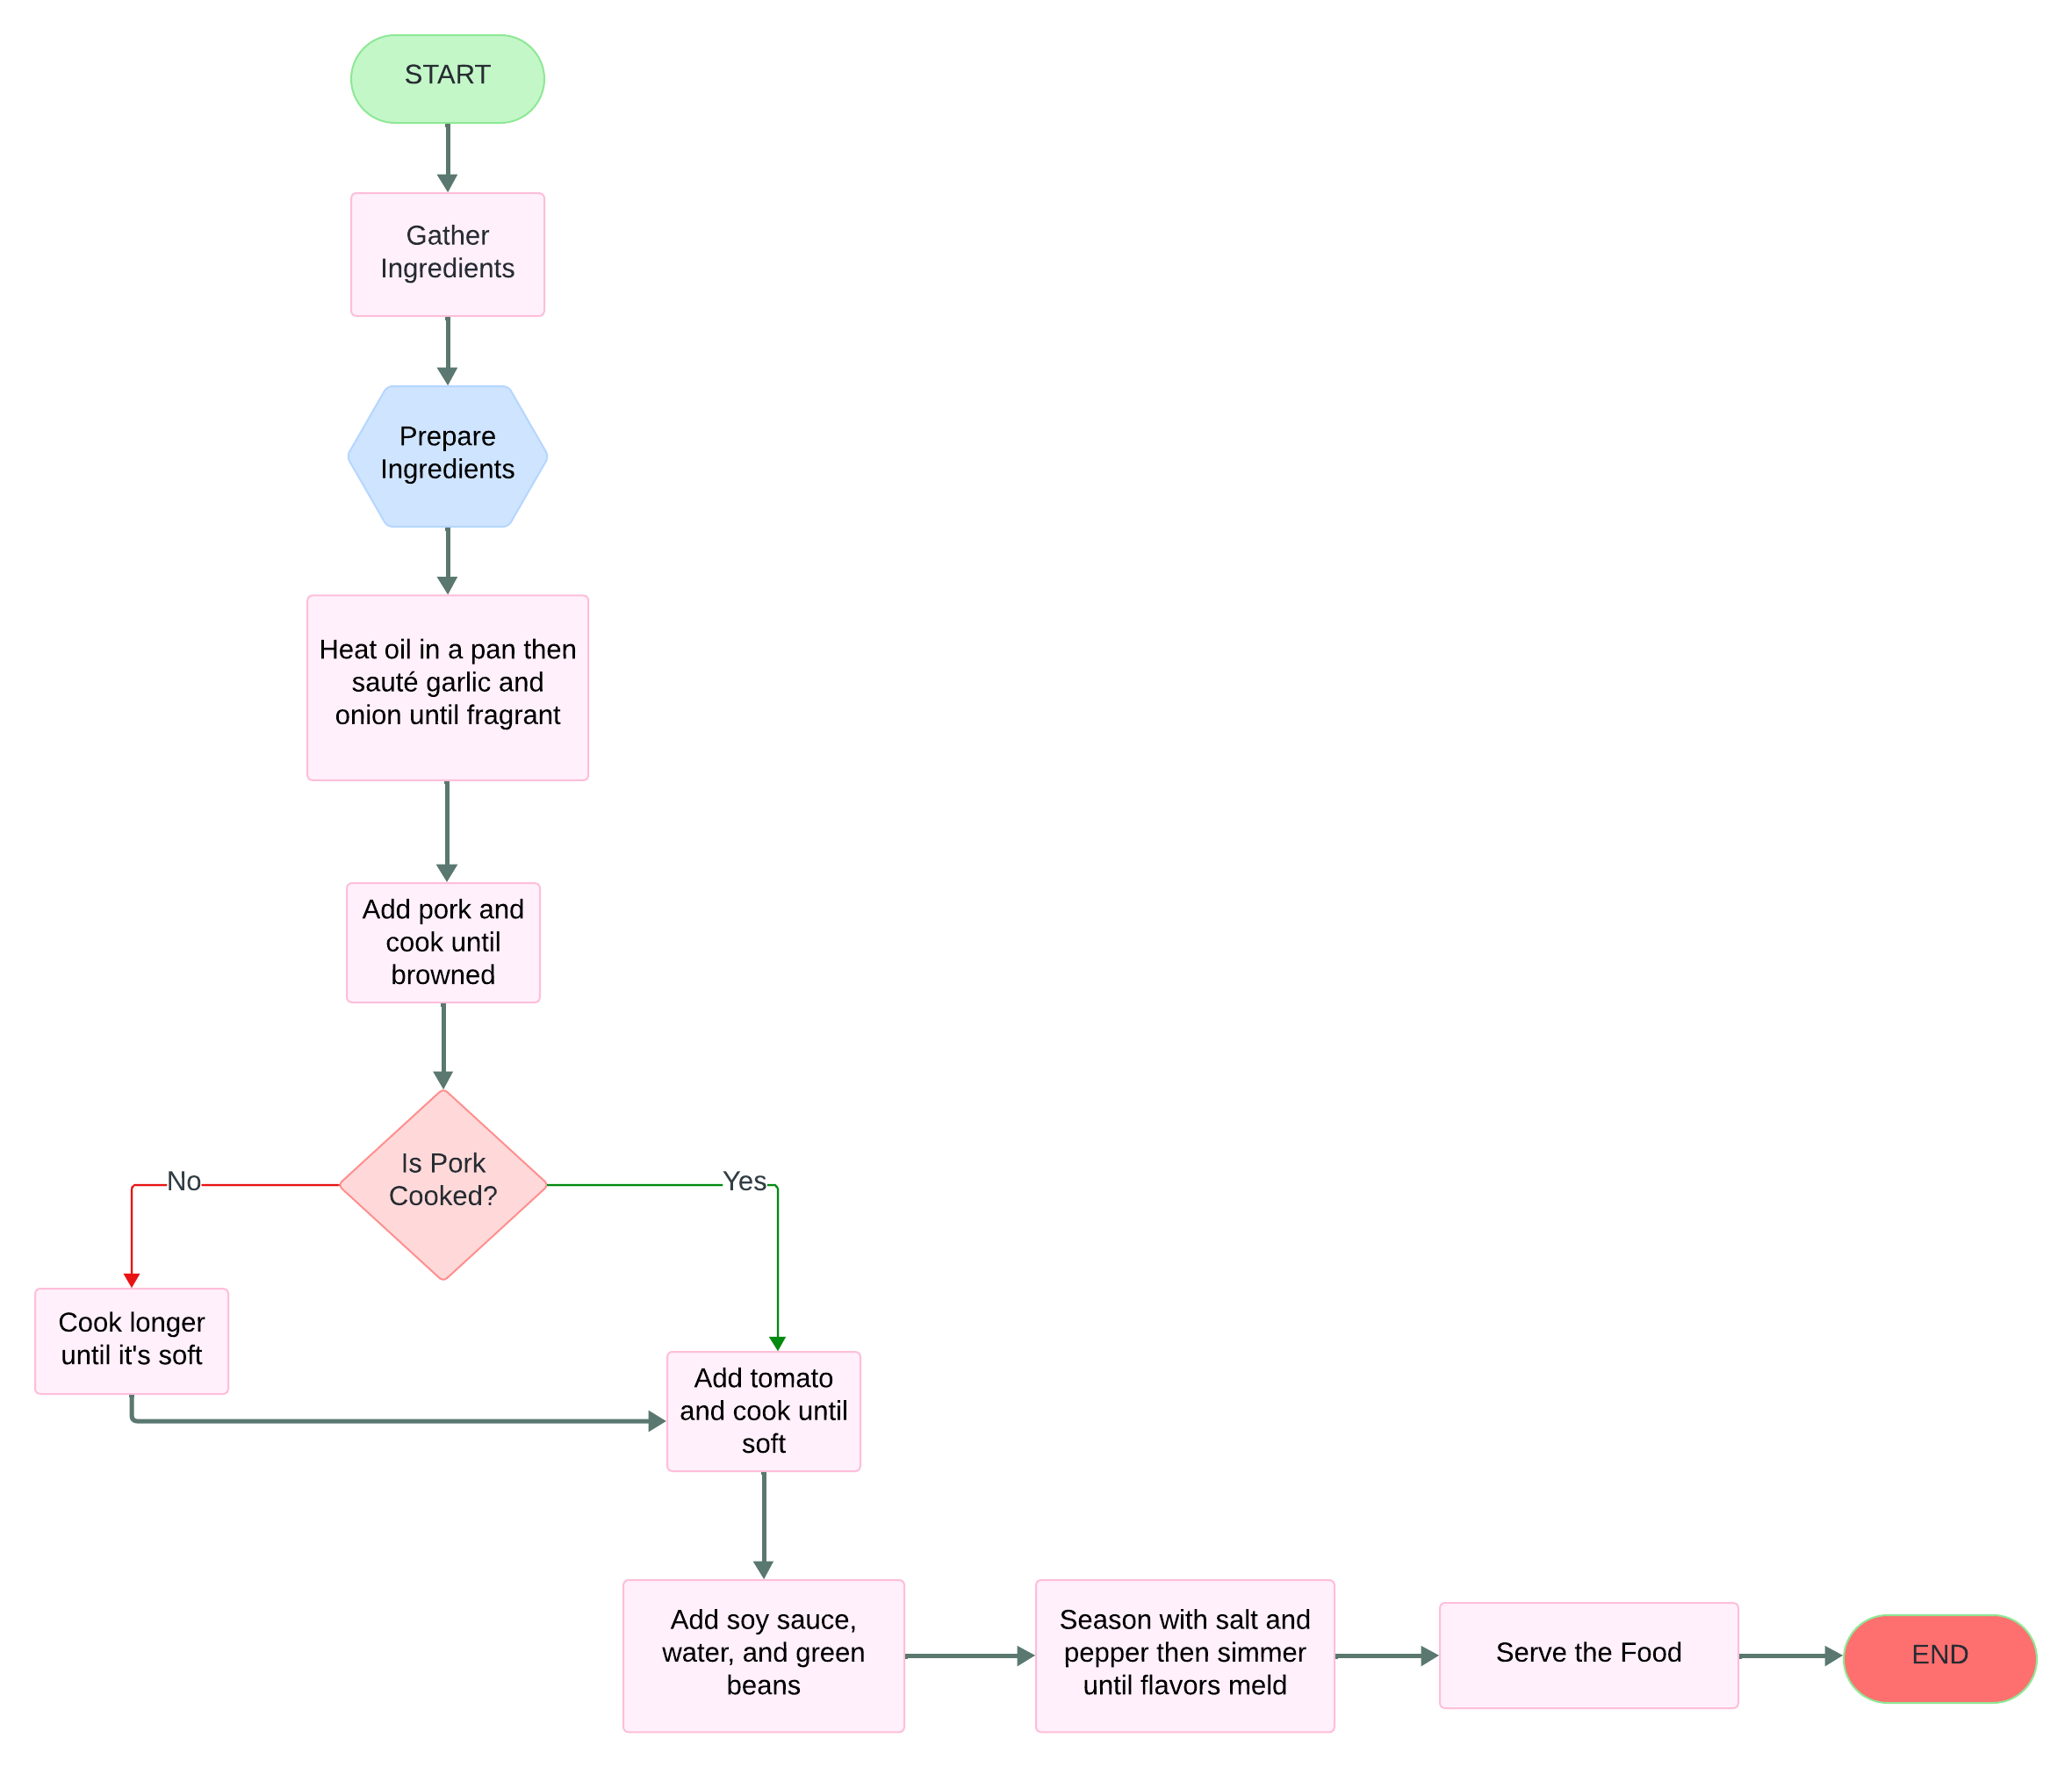 START
Gather
Ingredients
Prepare
Ingredients
Heat oil in a pan then
sauté garlic and
onion until fragrant
Add pork and
cook until
browned
Is Pork
Cooked?
No
Yes
Cook longer
until it's soft
Add tomato
and cook until
soft
Add soy sauce,
water, and green
beans
Season with salt and
pepper then simmer
until flavors meld
Serve the Food
END